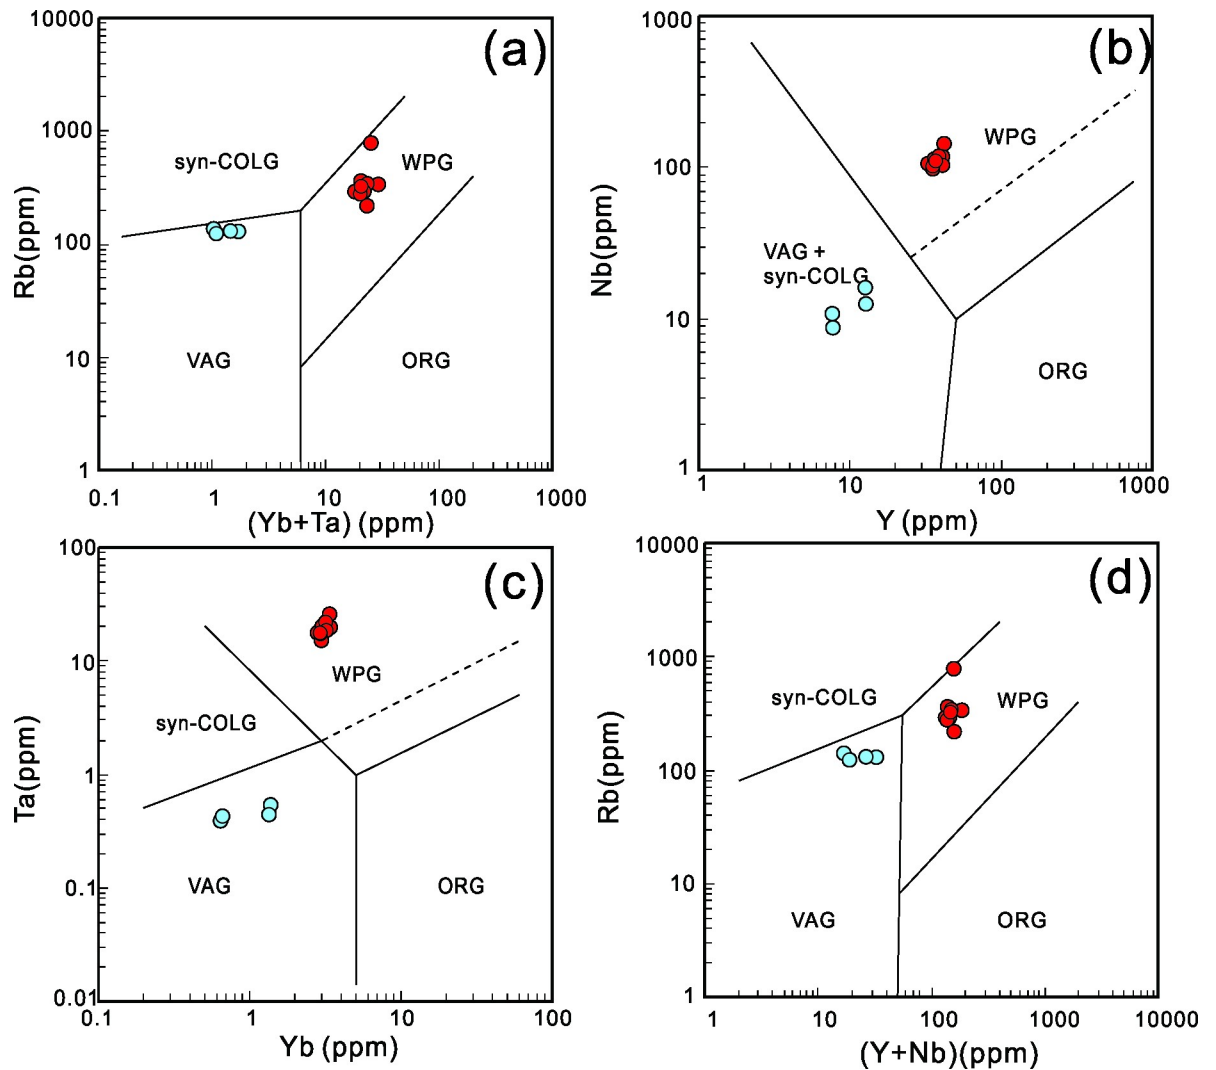 (a)
10000
1000
100
10
1
Rb(ppm)
syn-COLG
WPG
VAG
ORG
0.1
1
10
100
1000
(Yb+Ta) (ppm)
(b)
1000
100
10
1
Nb(ppm)
WPG
VAG +
syn-COLG
ORG
1
10
100
1000
Y (ppm)
(c)
100
10
1
0.1
0.01
Ta(ppm)
WPG
syn-COLG
VAG
ORG
0.1
1
10
100
Yb (ppm)
(d)
10000
1000
100
10
1
Rb(ppm)
syn-COLG
WPG
VAG
ORG
1
10
100
1000
10000
(Y+Nb)(ppm)